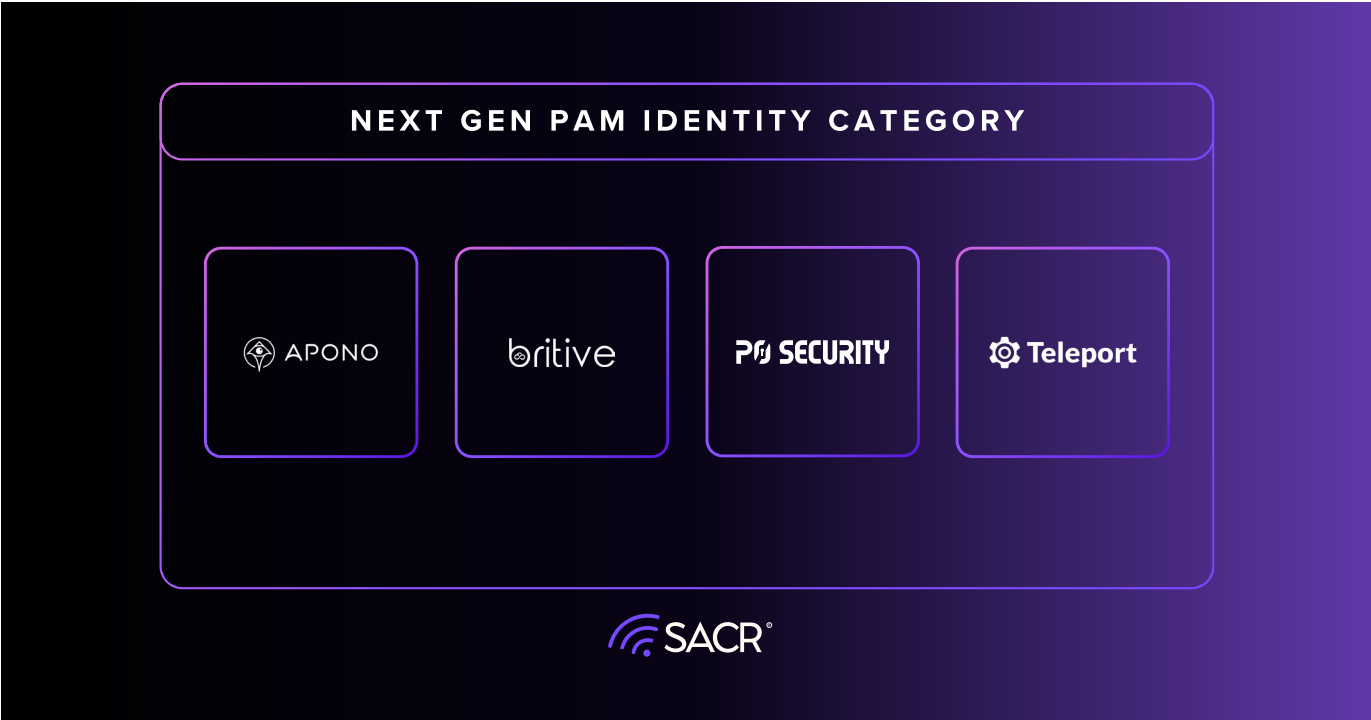 NEXT GEN PAM IDENTITY CATEGORY
APONO
britive
P0 SECURITY
Teleport
SACR